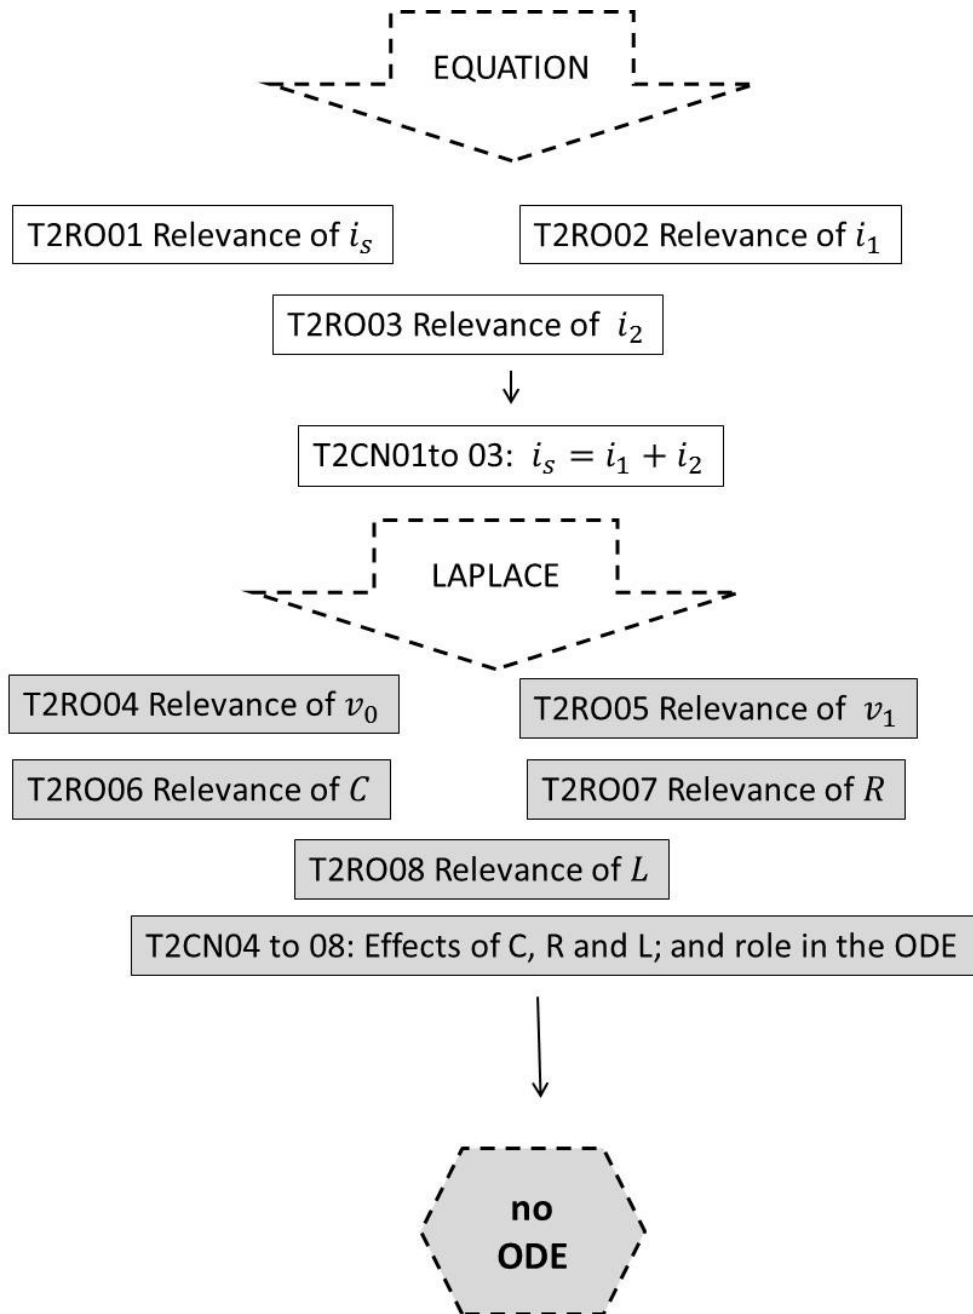 EQUATION
T2RO01 Relevance of $i_s$
T2RO02 Relevance of $i_1$
T2RO03 Relevance of $i_2$
T2CN01to 03: $i_s = i_1 + i_2$
LAPLACE
T2RO04 Relevance of $v_0$
T2RO05 Relevance of $v_1$
T2RO06 Relevance of $C$
T2RO07 Relevance of $R$
T2RO08 Relevance of $L$
T2CN04 to 08: Effects of C, R and L; and role in the ODE
no
ODE